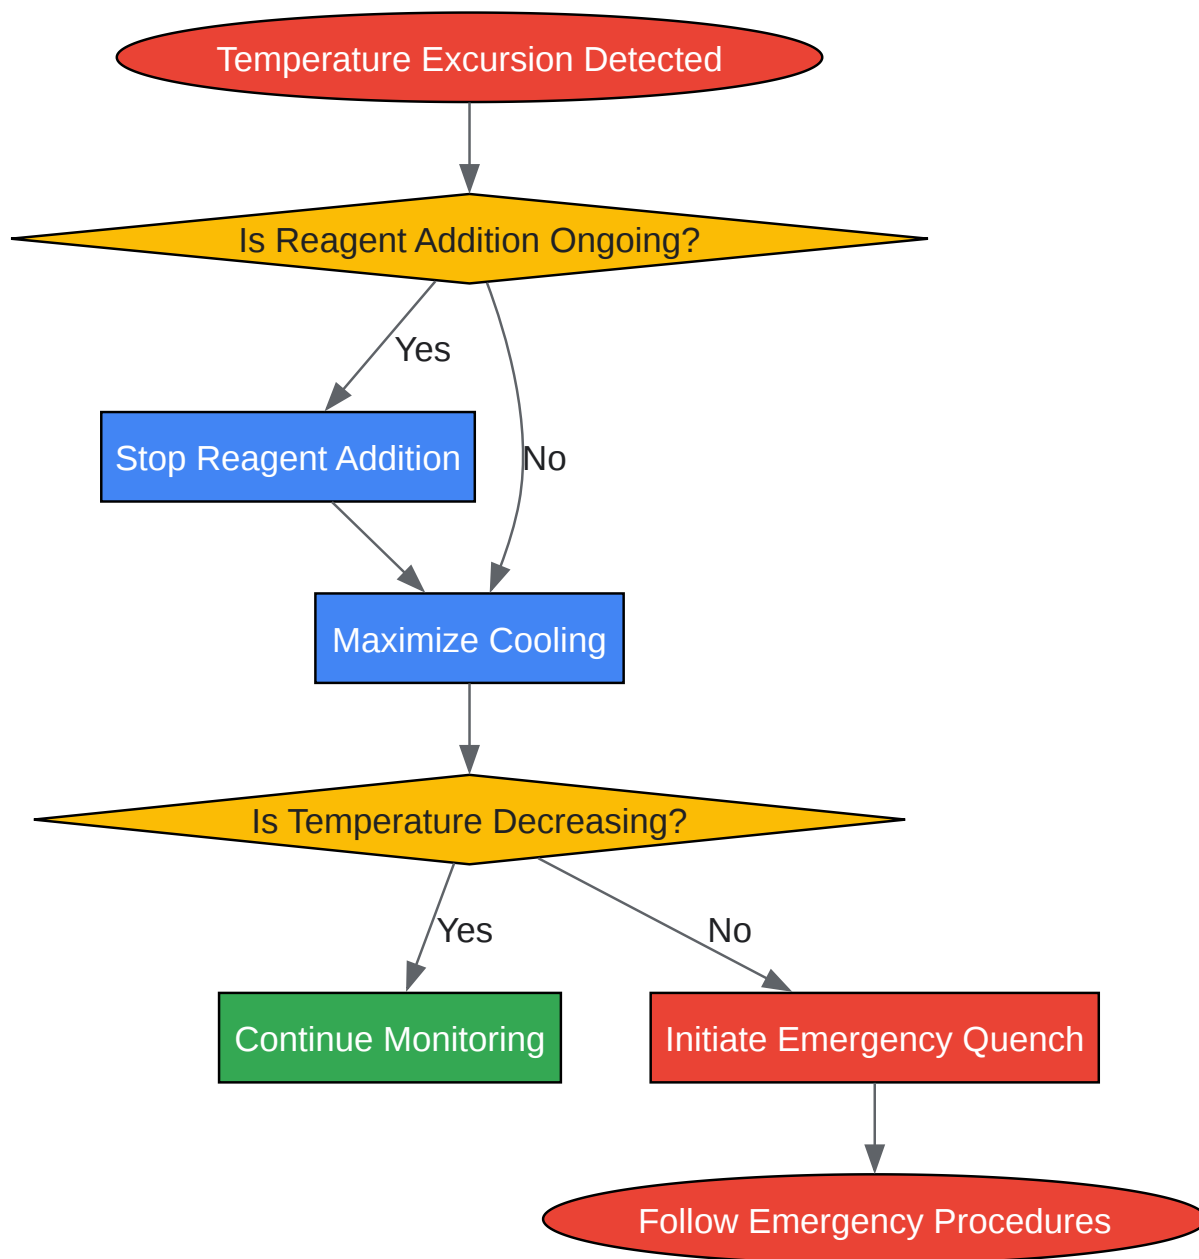 Temperature Excursion Detected
Is Reagent Addition Ongoing?
Yes
Stop Reagent Addition
No
Maximize Cooling
Is Temperature Decreasing?
Yes
No
Continue Monitoring
Initiate Emergency Quench
Follow Emergency Procedures